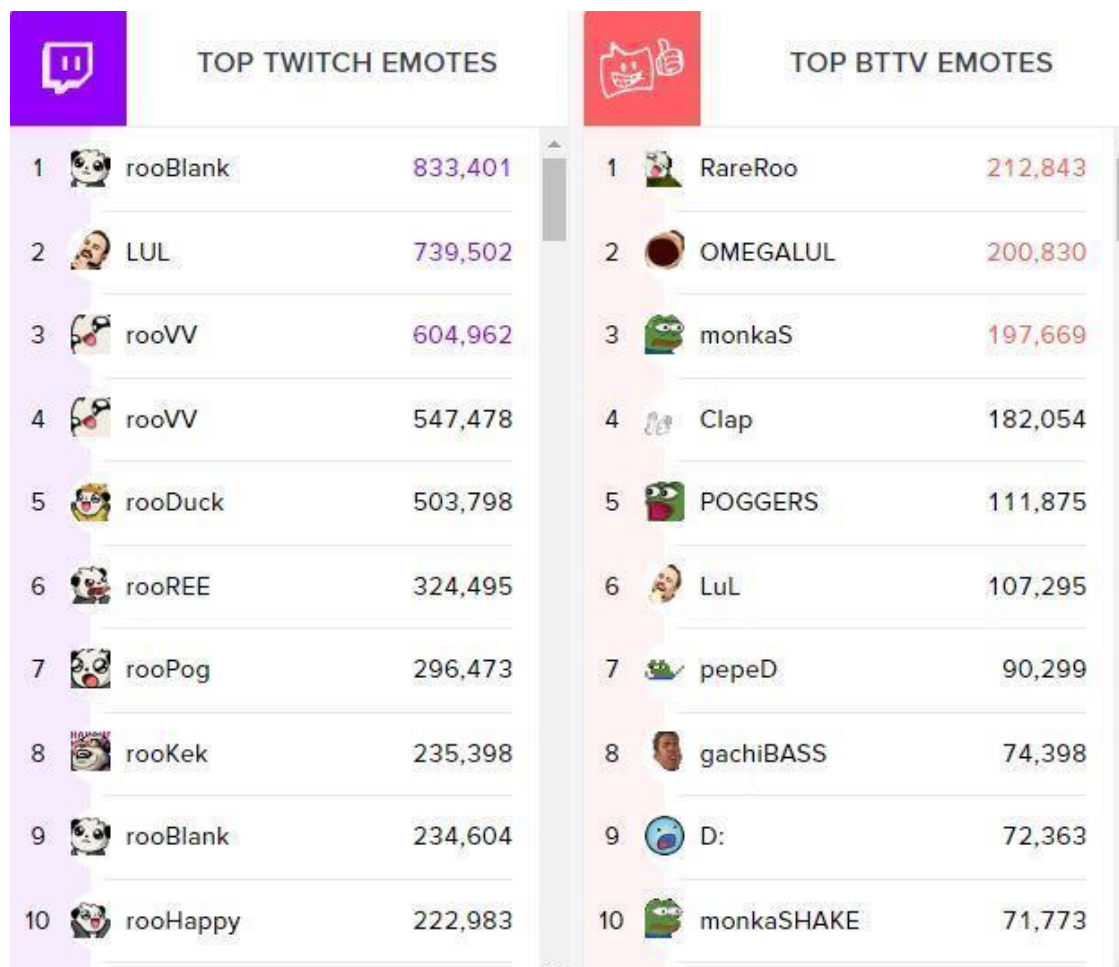 TOP TWITCH EMOTES
1 rooBlank 833,401
2 LUL 739,502
3 rooVV 604,962
4 rooVV 547,478
5 rooDuck 503,798
6 rooREE 324,495
7 rooPog 296,473
8 rooKek 235,398
9 rooBlank 234,604
10 rooHappy 222,983
TOP BTTV EMOTES
1 RareRoo 212,843
2 OMEGALUL 200,830
3 monkaS 197,669
4 Clap 182,054
5 POGGERS 111,875
6 LuL 107,295
7 pepeD 90,299
8 gachiBASS 74,398
9 D: 72,363
10 monkaSHAKE 71,773